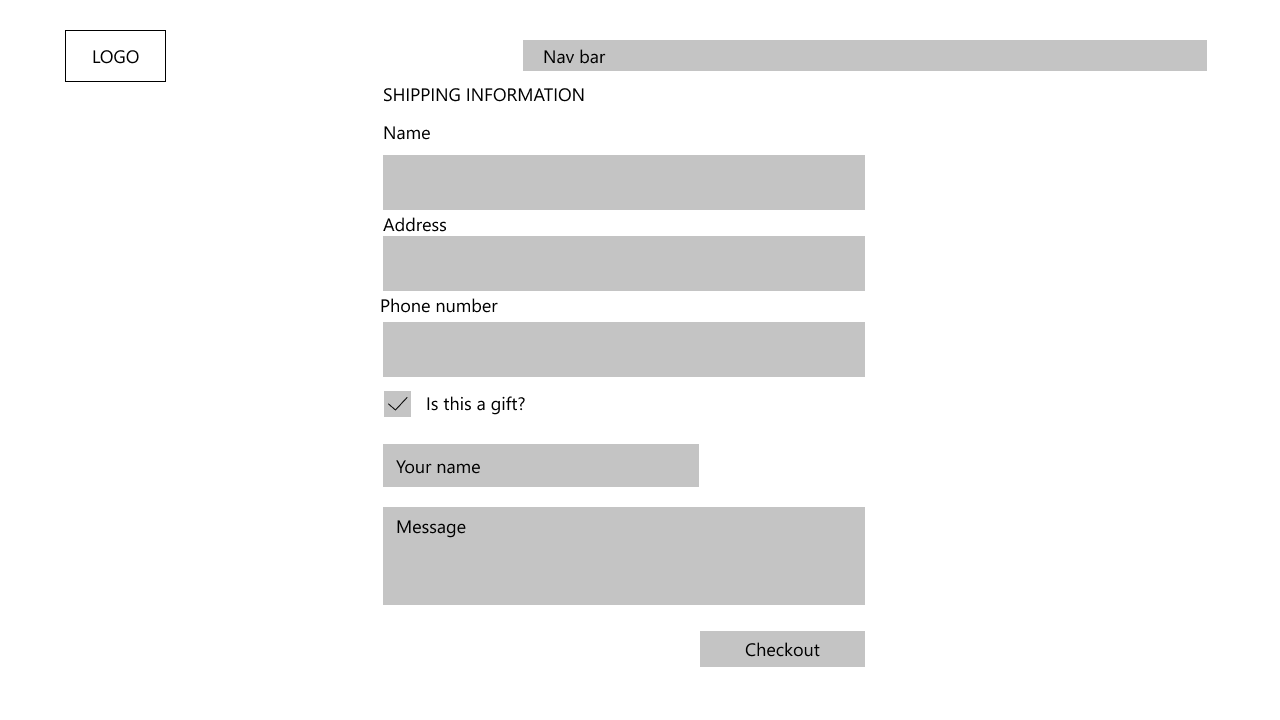 LOGO
Nav bar
SHIPPING INFORMATION
Name
Address
Phone number
Is this a gift?
Your name
Message
Checkout